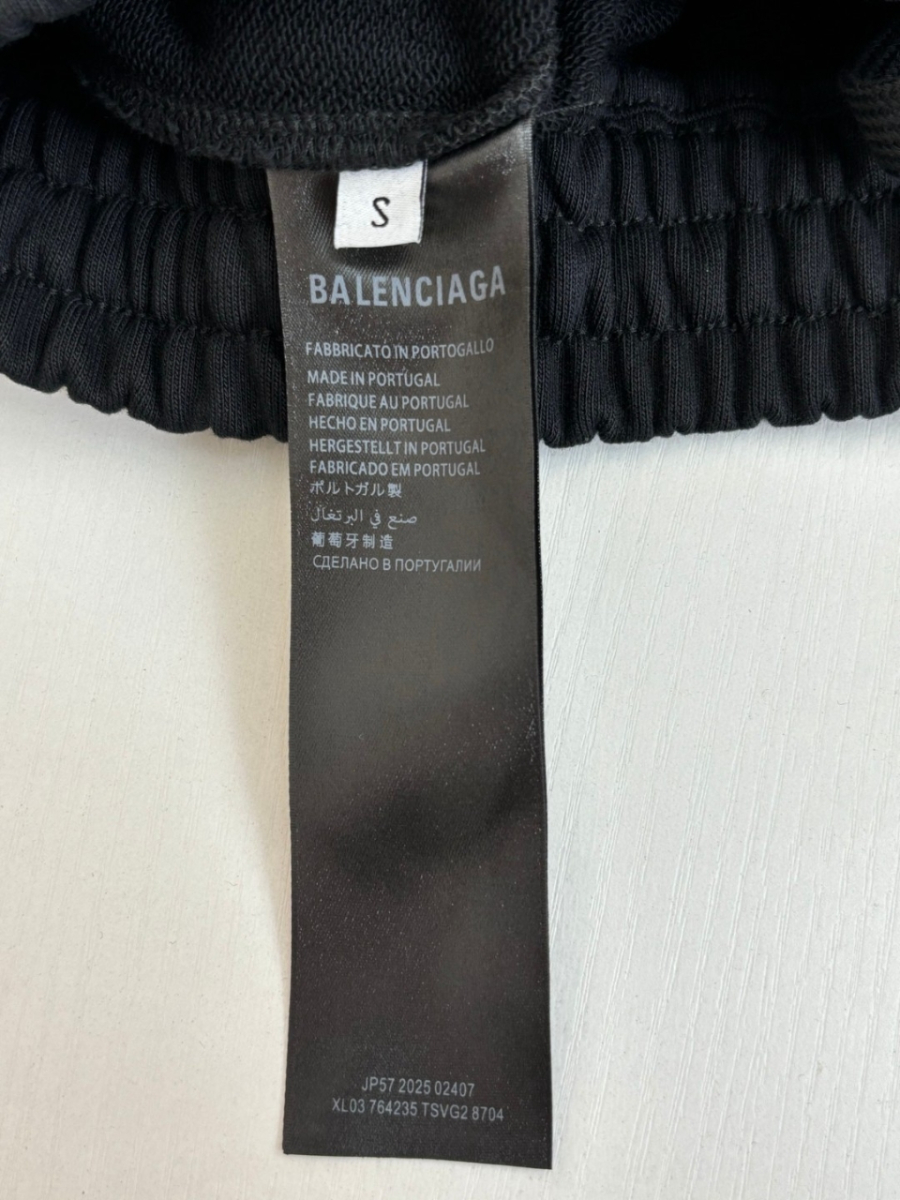 S
BALENCIAGA
FABBRICATO IN PORTOGALLO
MADE IN PORTUGAL
FABRIQUE AU PORTUGAL
HECHO EN PORTUGAL
HERGESTELLT IN PORTUGAL
FABRICADO EM PORTUGAL
ポルトガル製
صنع في البرتغال
葡萄牙制造
СДЕЛАНО В ПОРТУГАЛИИ
JP57 2025 02407
XL03 764235 TSVG2 8704